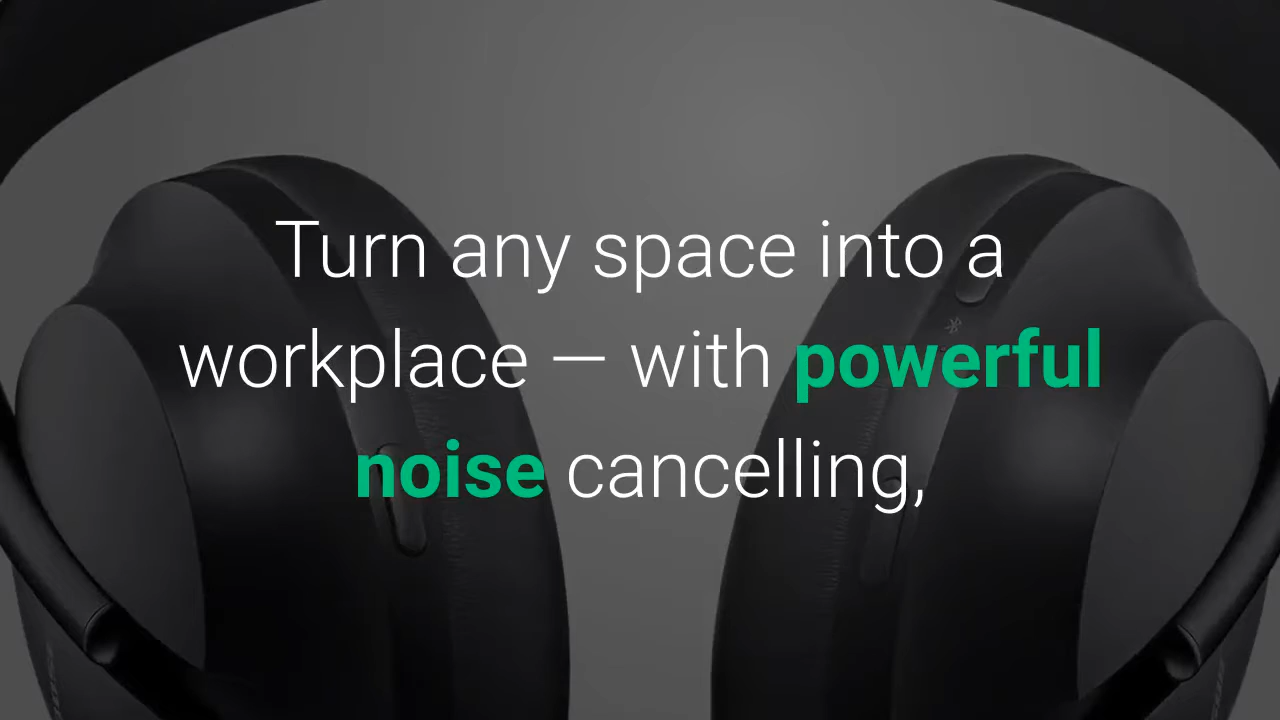 Turn any space into a
workplace — with powerful
noise cancelling,